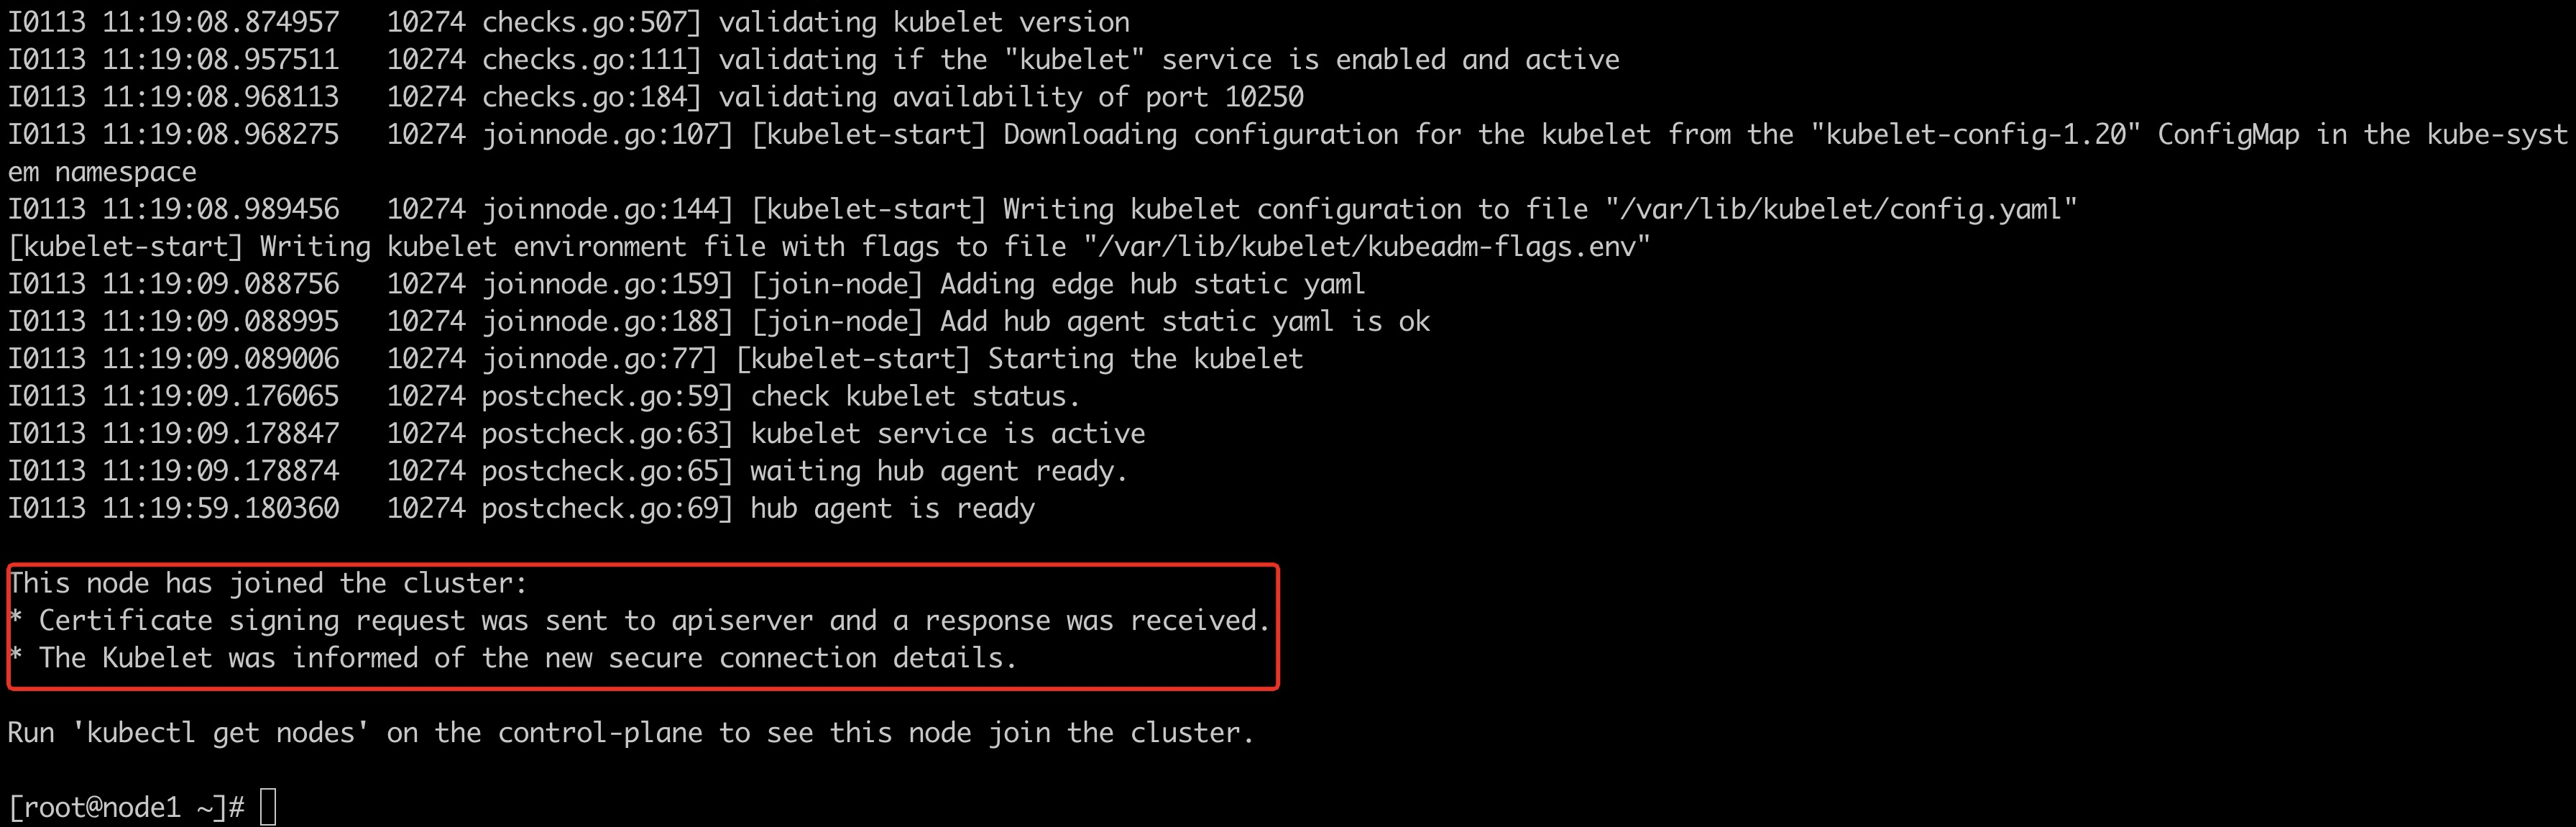 I0113 11:19:08.874957   10274 checks.go:507] validating kubelet version
I0113 11:19:08.957511   10274 checks.go:111] validating if the "kubelet" service is enabled and active
I0113 11:19:08.968113   10274 checks.go:184] validating availability of port 10250
I0113 11:19:08.968275   10274 joinnode.go:107] [kubelet-start] Downloading configuration for the kubelet from the "kubelet-config-1.20" ConfigMap in the kube-syst
em namespace
I0113 11:19:08.989456   10274 joinnode.go:144] [kubelet-start] Writing kubelet configuration to file "/var/lib/kubelet/config.yaml"
[kubelet-start] Writing kubelet environment file with flags to file "/var/lib/kubelet/kubeadm-flags.env"
I0113 11:19:09.088756   10274 joinnode.go:159] [join-node] Adding edge hub static yaml
I0113 11:19:09.088995   10274 joinnode.go:188] [join-node] Add hub agent static yaml is ok
I0113 11:19:09.089006   10274 joinnode.go:77] [kubelet-start] Starting the kubelet
I0113 11:19:09.176065   10274 postcheck.go:59] check kubelet status.
I0113 11:19:09.178847   10274 postcheck.go:63] kubelet service is active
I0113 11:19:09.178874   10274 postcheck.go:65] waiting hub agent ready.
I0113 11:19:59.180360   10274 postcheck.go:69] hub agent is ready
This node has joined the cluster:
* Certificate signing request was sent to apiserver and a response was received.
* The Kubelet was informed of the new secure connection details.
Run 'kubectl get nodes' on the control-plane to see this node join the cluster.
[root@node1 ~]#